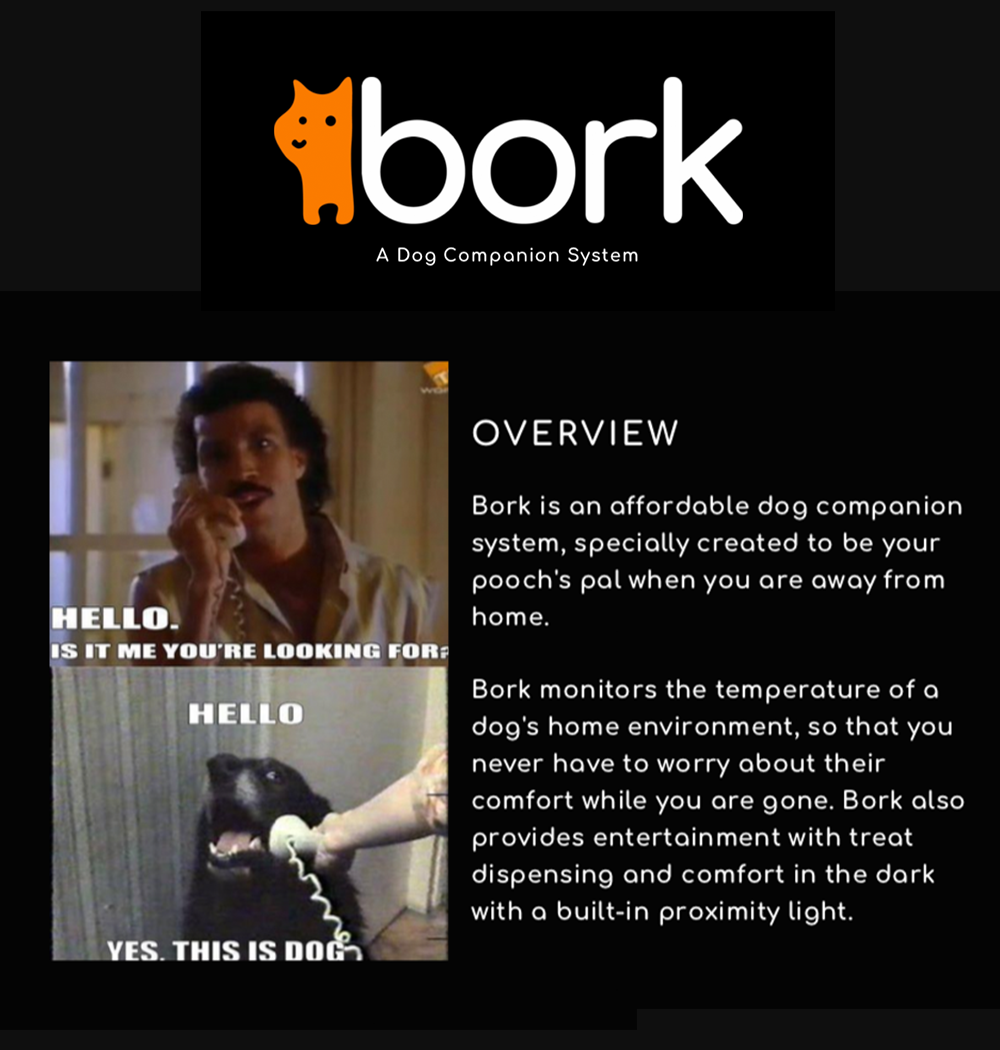 bork
A Dog Companion System
HELLO.
IS IT ME YOU'RE LOOKING FOR?
HELLO
YES, THIS IS DOG
OVERVIEW
Bork is an affordable dog companion
system, specially created to be your
pooch's pal when you are away from
home.
Bork monitors the temperature of a
dog's home environment, so that you
never have to worry about their
comfort while you are gone. Bork also
provides entertainment with treat
dispensing and comfort in the dark
with a built-in proximity light.